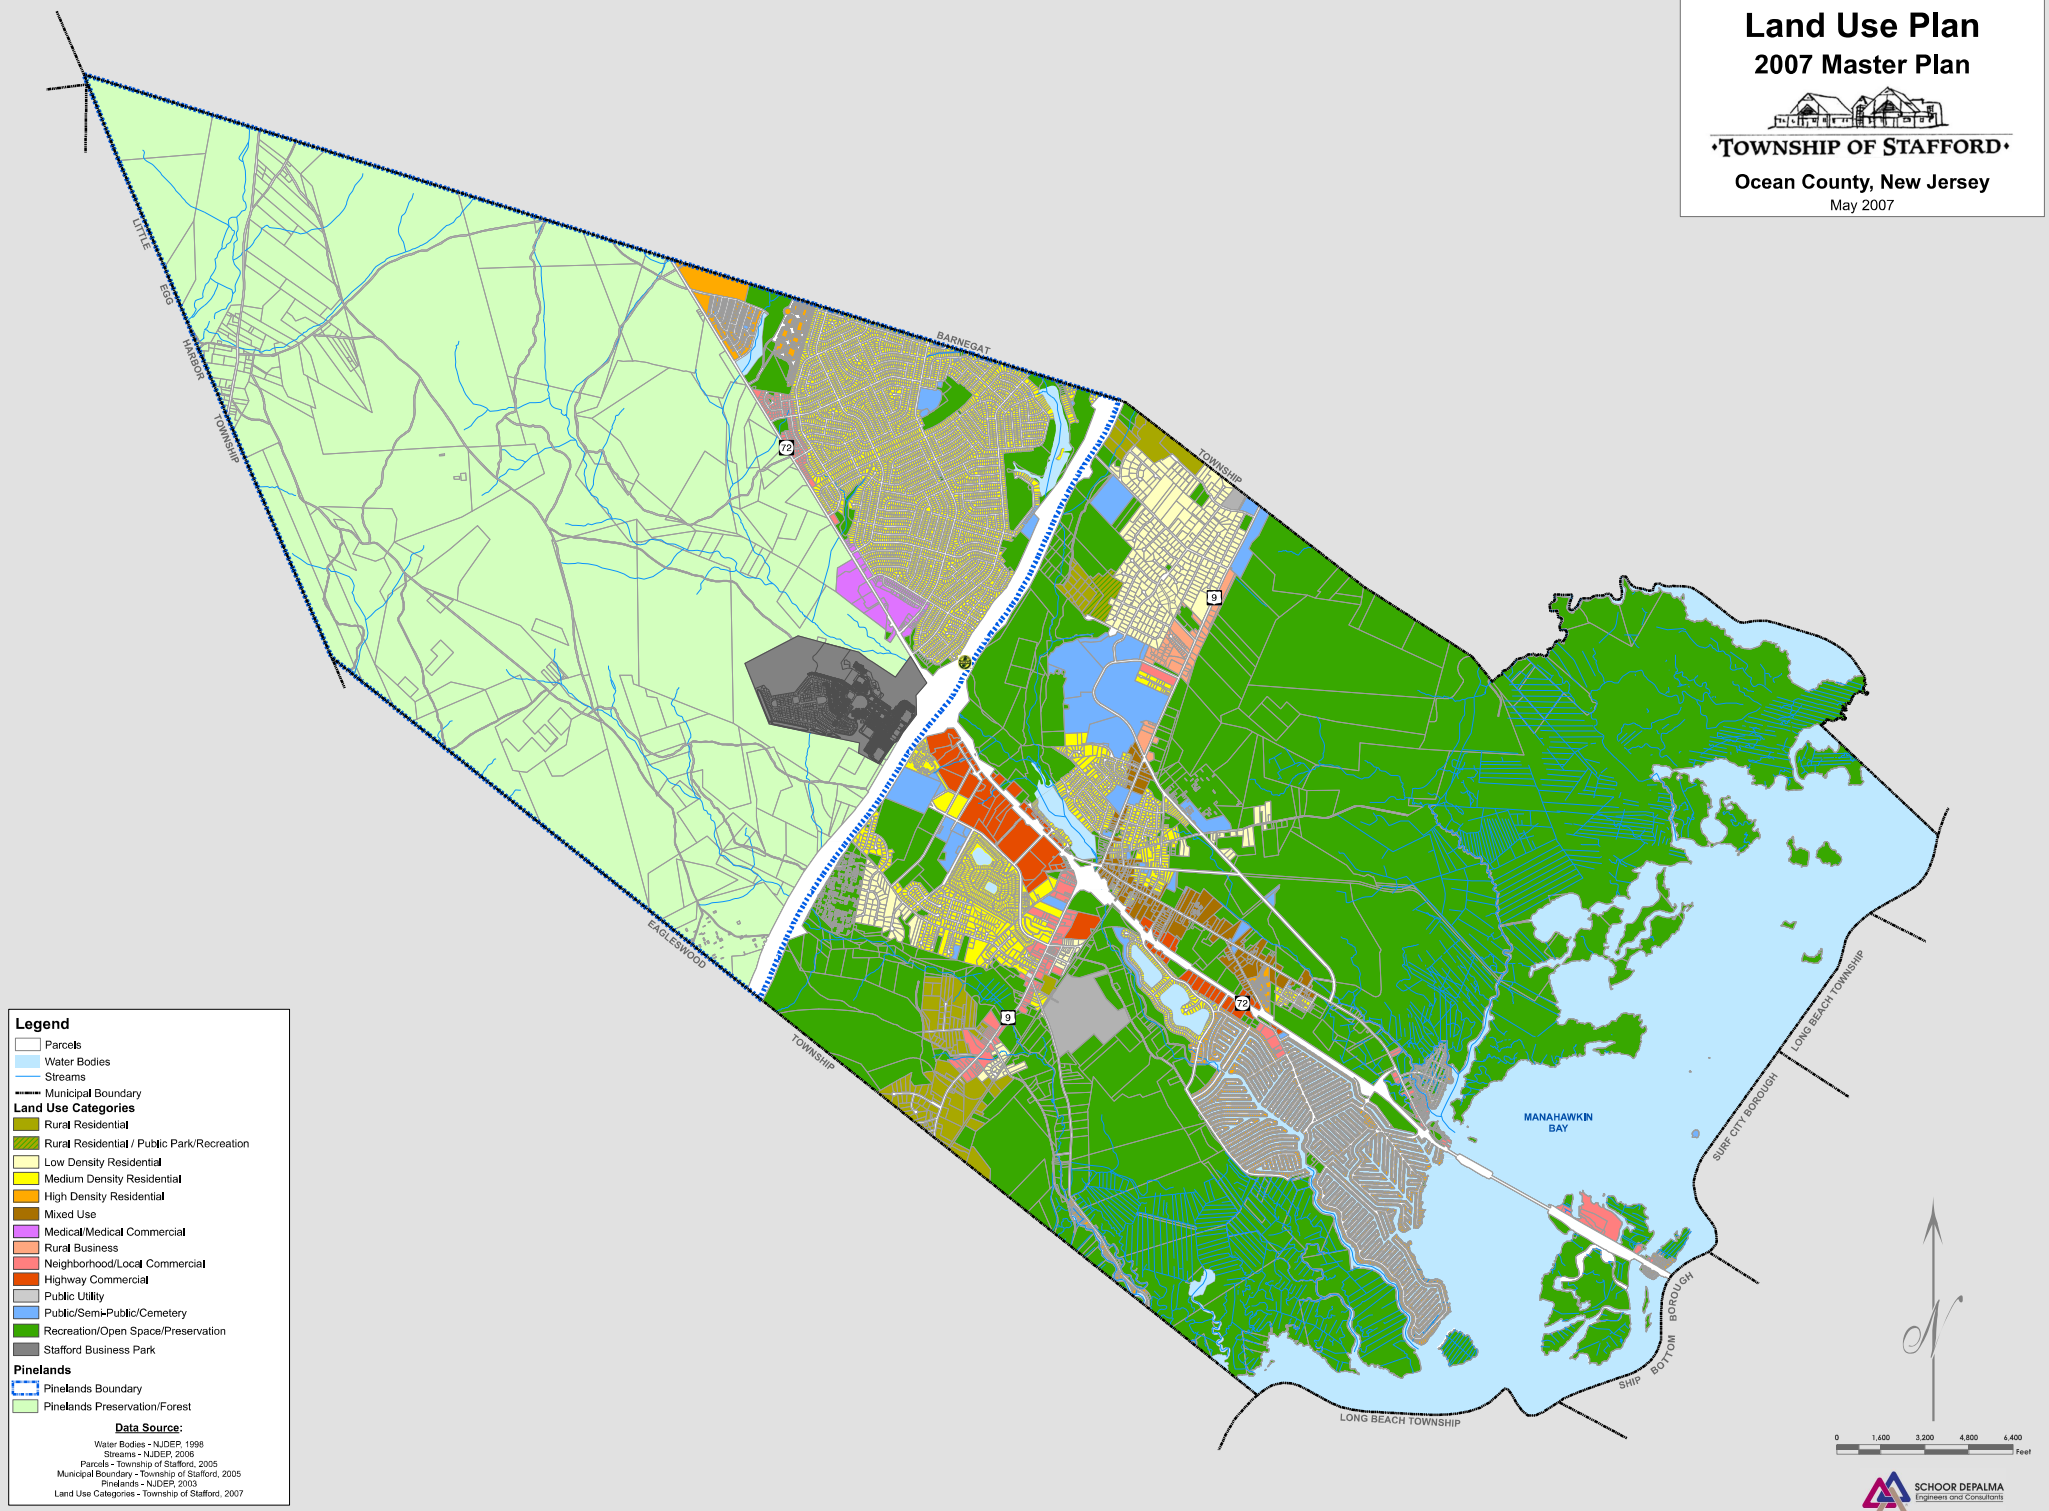 Land Use Plan
2007 Master Plan
•TOWNSHIP OF STAFFORD•
Ocean County, New Jersey
May 2007
LITTLE
EGG
HARBOR
TOWNSHIP
BARNEGAT
TOWNSHIP
72
9
EAGLESWOOD
TOWNSHIP
9
72
MANAHAWKIN
BAY
LONG BEACH TOWNSHIP
SURF CITY BOROUGH
SHIP BOTTOM BOROUGH
LONG BEACH TOWNSHIP
Legend
Parcels
Water Bodies
Streams
Municipal Boundary
Land Use Categories
Rural Residential
Rural Residential / Public Park/Recreation
Low Density Residential
Medium Density Residential
High Density Residential
Mixed Use
Medical/Medical Commercial
Rural Business
Neighborhood/Local Commercial
Highway Commercial
Public Utility
Public/Semi-Public/Cemetery
Recreation/Open Space/Preservation
Stafford Business Park
Pinelands
Pinelands Boundary
Pinelands Preservation/Forest
Data Source:
Water Bodies - NJDEP, 1998
Streams - NJDEP, 2006
Parcels - Township of Stafford, 2005
Municipal Boundary - Township of Stafford, 2005
Pinelands - NJDEP, 2003
Land Use Categories - Township of Stafford, 2007
N
0 1,600 3,200 4,800 6,400
Feet
SCHOOR DEPALMA
Engineers and Consultants